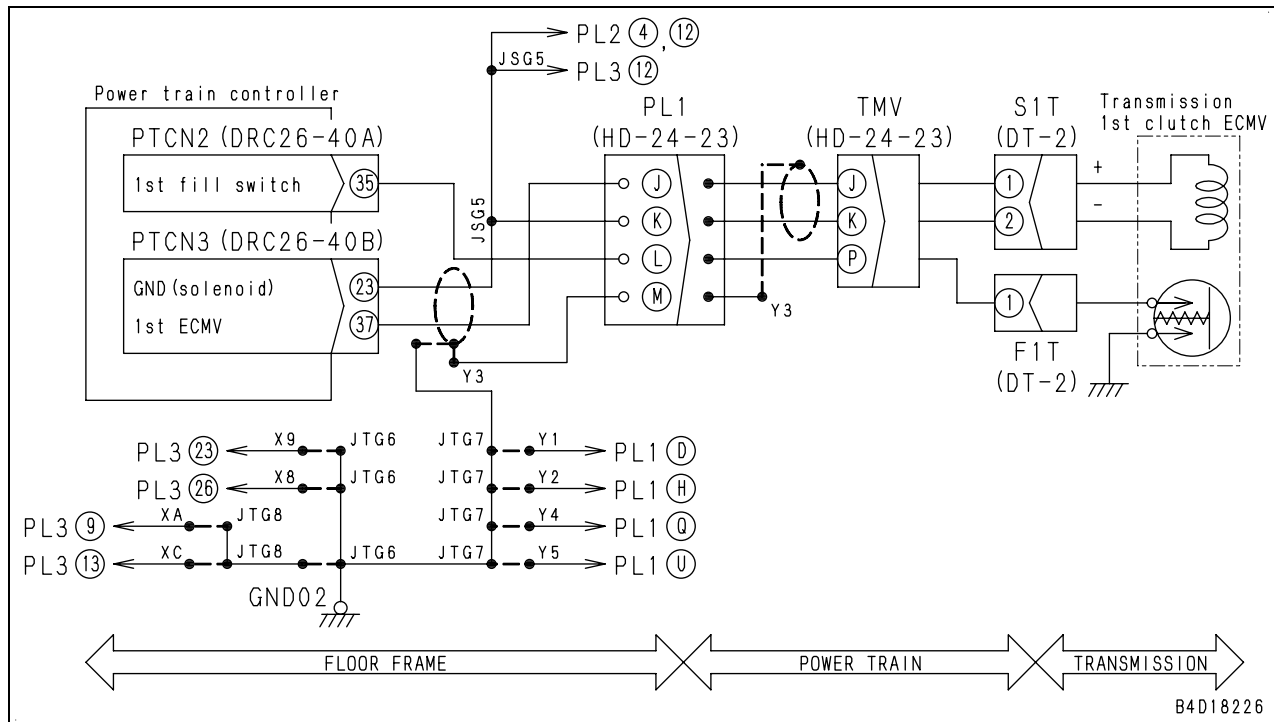 PL2 (4), (12)
JSG5
PL3 (12)
Power train controller
PTCN2 (DRC26-40A)
1st fill switch
35
PTCN3 (DRC26-40B)
GND (solenoid)
23
1st ECMV
37
JSG5
Y3
PL1
(HD-24-23)
J
K
L
M
Y3
TMV
(HD-24-23)
J
K
P
S1T
(DT-2)
1
2
+
-
Transmission
1st clutch ECMV
1
F1T
(DT-2)
PL3 (23) X9 JTG6 JTG7 Y1 PL1 (D)
PL3 (26) X8 JTG6 JTG7 Y2 PL1 (H)
PL3 (9) XA JTG8 JTG7 Y4 PL1 (Q)
PL3 (13) XC JTG8 JTG6 JTG7 Y5 PL1 (U)
GND02
FLOOR FRAME
POWER TRAIN
TRANSMISSION
B4D18226